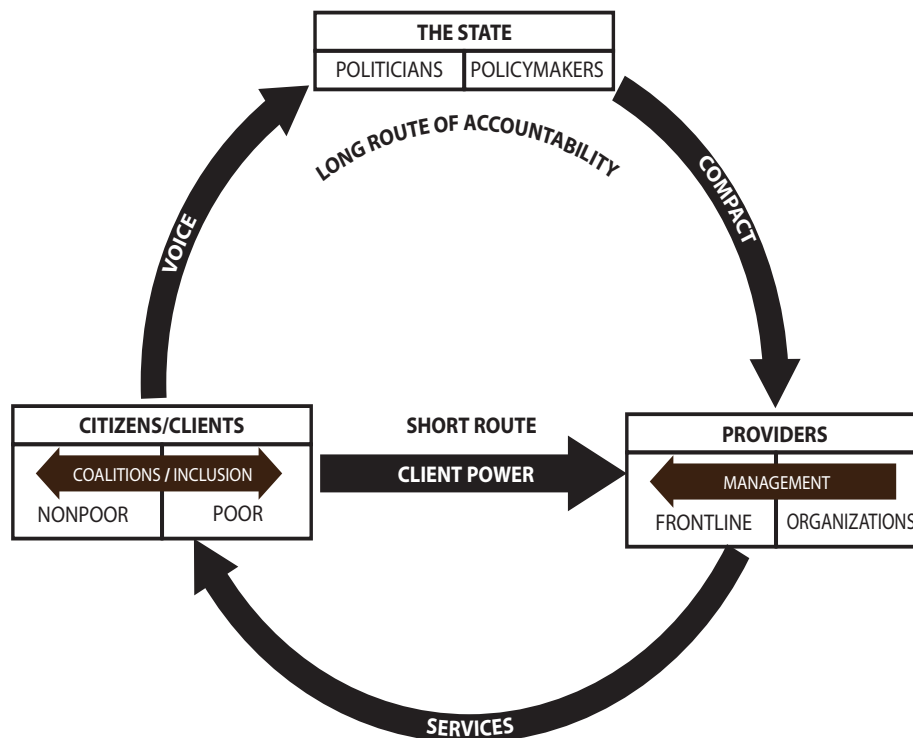 THE STATE
POLITICIANS
POLICYMAKERS
LONG ROUTE OF ACCOUNTABILITY
VOICE
COMPACT
CITIZENS/CLIENTS
COALITIONS / INCLUSION
NONPOOR
POOR
SHORT ROUTE
CLIENT POWER
PROVIDERS
MANAGEMENT
FRONTLINE
ORGANIZATIONS
SERVICES